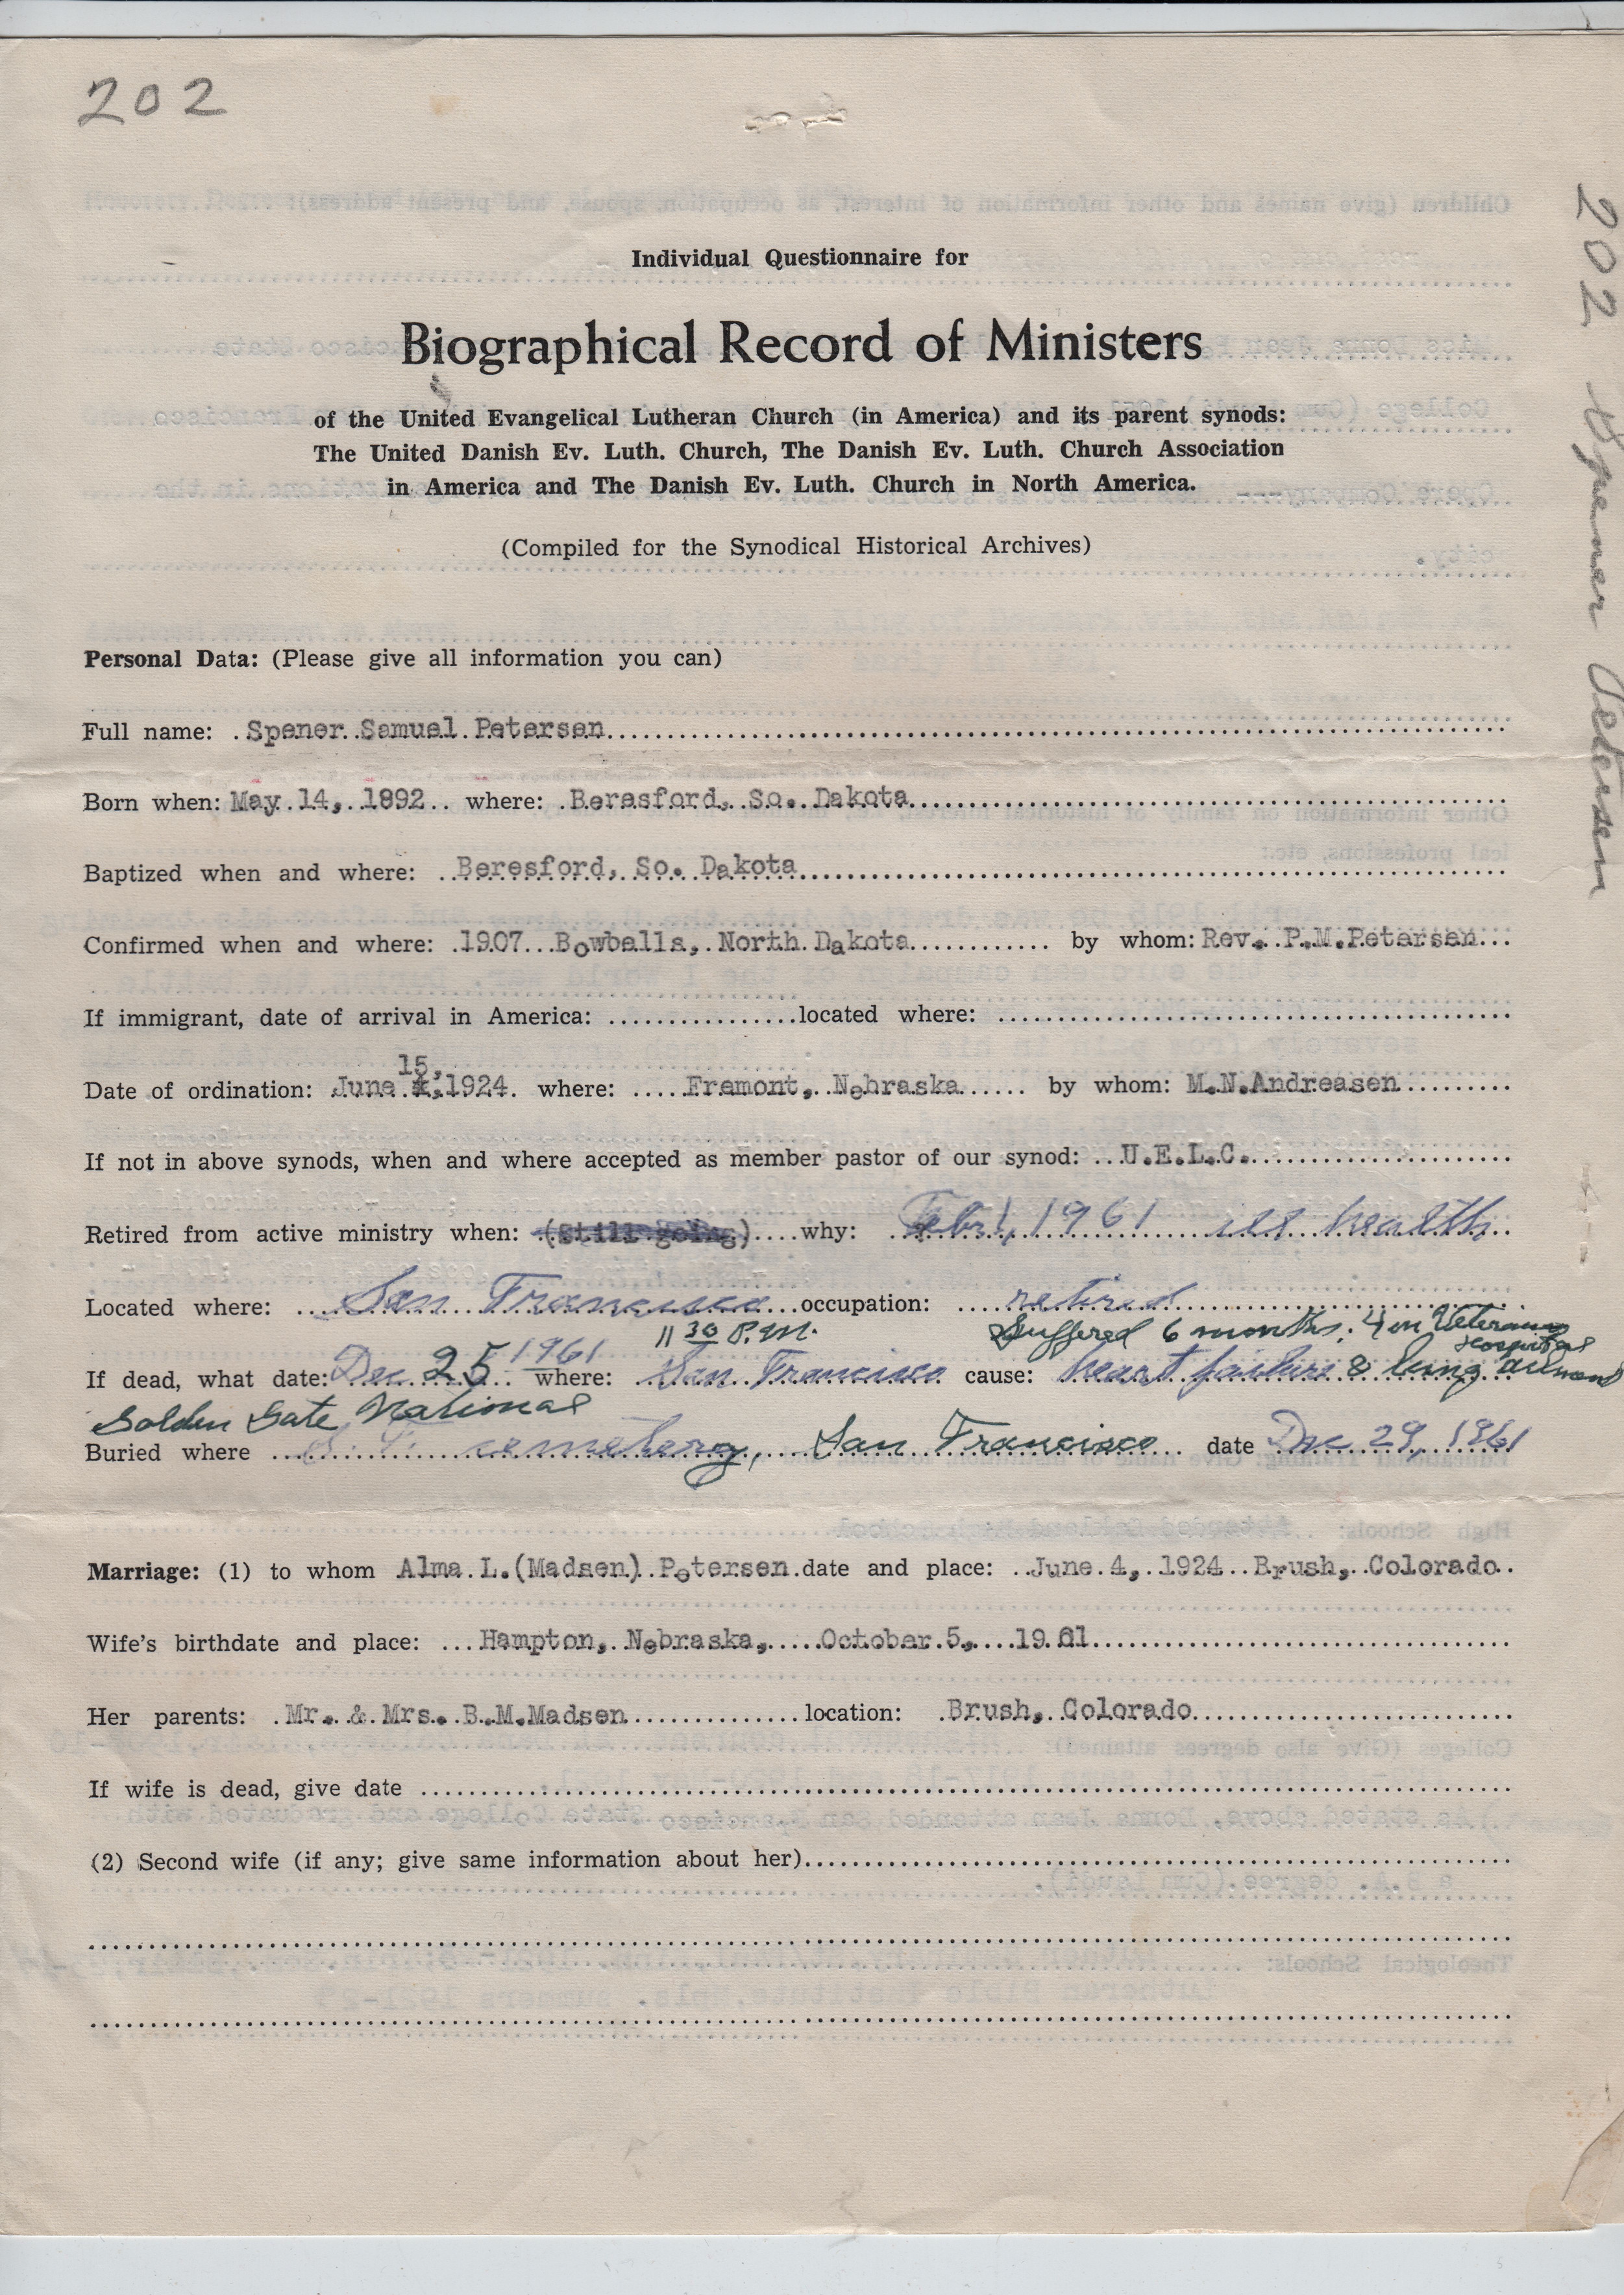 202
202 Spener Petersen
Individual Questionnaire for
Biographical Record of Ministers
of the United Evangelical Lutheran Church (in America) and its parent synods:
The United Danish Ev. Luth. Church, The Danish Ev. Luth. Church Association
in America and The Danish Ev. Luth. Church in North America.
(Compiled for the Synodical Historical Archives)
Personal Data: (Please give all information you can)
Full name: Spener Samuel Petersen
Born when: May 14, 1892 where: Beresford, So. Dakota
Baptized when and where: Beresford, So. Dakota
Confirmed when and where: 1907 Bowbells, North Dakota by whom: Rev. P.M.Petersen
If immigrant, date of arrival in America: located where:
15,
Date of ordination: June 1924 where: Fremont, Nebraska by whom: M.N.Andreasen
If not in above synods, when and where accepted as member pastor of our synod: U.E.L.C.
Retired from active ministry when: (still going) why: Febr 1, 1961 ill health
Located where: San Francisco occupation: retired
11 30 P.M. Suffered 6 months, 4 in Veterans Hospital
If dead, what date: Dec 25 1961 where: San Francisco cause: heart failure & lung ailment
Golden Gate National
Buried where S. F. cemetery, San Francisco date Dec 29, 1961
Marriage: (1) to whom Alma L.(Madsen) Petersen date and place: June 4, 1924 Brush, Colorado
Wife's birthdate and place: Hampton, Nebraska, October 5, 19.01
Her parents: Mr. & Mrs. B.M.Madsen location: Brush, Colorado
If wife is dead, give date
(2) Second wife (if any; give same information about her)